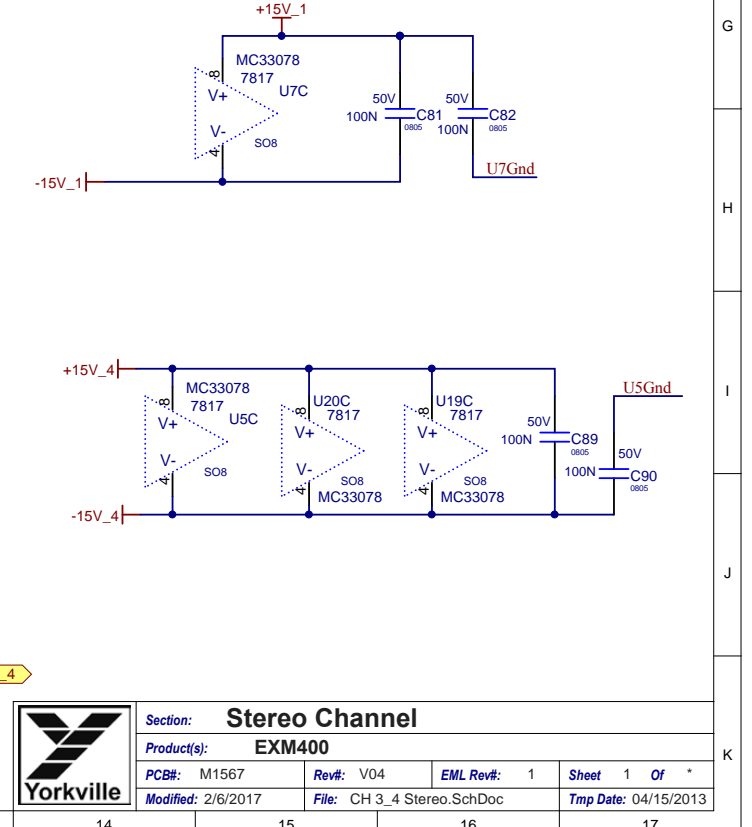 +15V_1
G
MC33078
7817
U7C
8
V+
V-
4
SO8
50V
100N
C81
0805
50V
100N
C82
0805
U7Gnd
-15V_1
H
+15V_4
I
MC33078
7817
U5C
8
V+
V-
4
SO8
U20C
7817
8
V+
V-
4
SO8
MC33078
U19C
7817
8
V+
V-
4
SO8
MC33078
50V
100N
C89
0805
U5Gnd
50V
100N
C90
0805
-15V_4
J
_4
Yorkville
Section: Stereo Channel
Product(s): EXM400
K
PCB#: M1567 Rev#: V04 EML Rev#: 1 Sheet 1 Of *
Modified: 2/6/2017 File: CH 3_4 Stereo.SchDoc Tmp Date: 04/15/2013
14 15 16 17